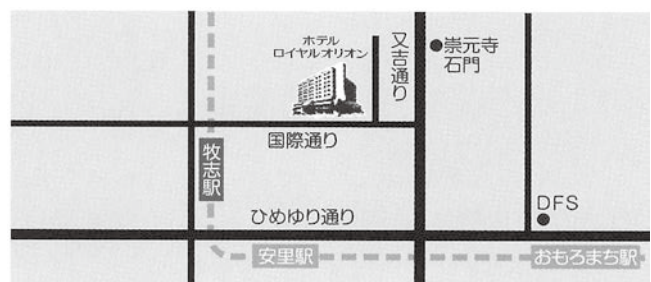 ホテル
ロイヤルオリオン
又吉通り
崇元寺
石門
国際通り
牧志駅
ひめゆり通り
DFS
安里駅
おもろまち駅